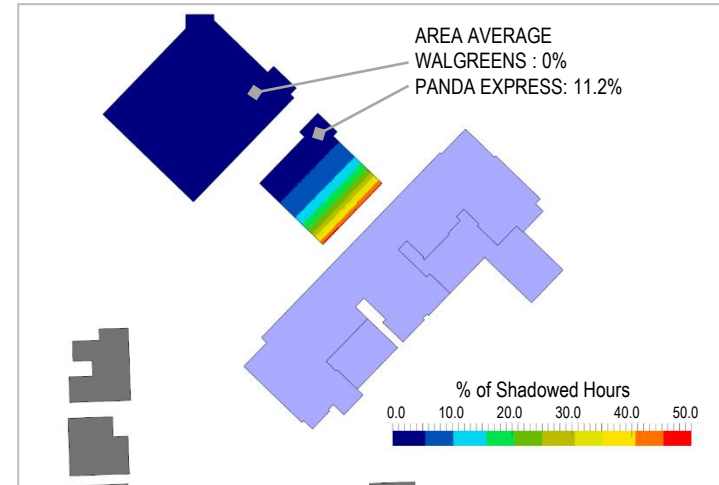 AREA AVERAGE
WALGREENS : 0%
PANDA EXPRESS: 11.2%
% of Shadowed Hours
0.0 10.0 20.0 30.0 40.0 50.0